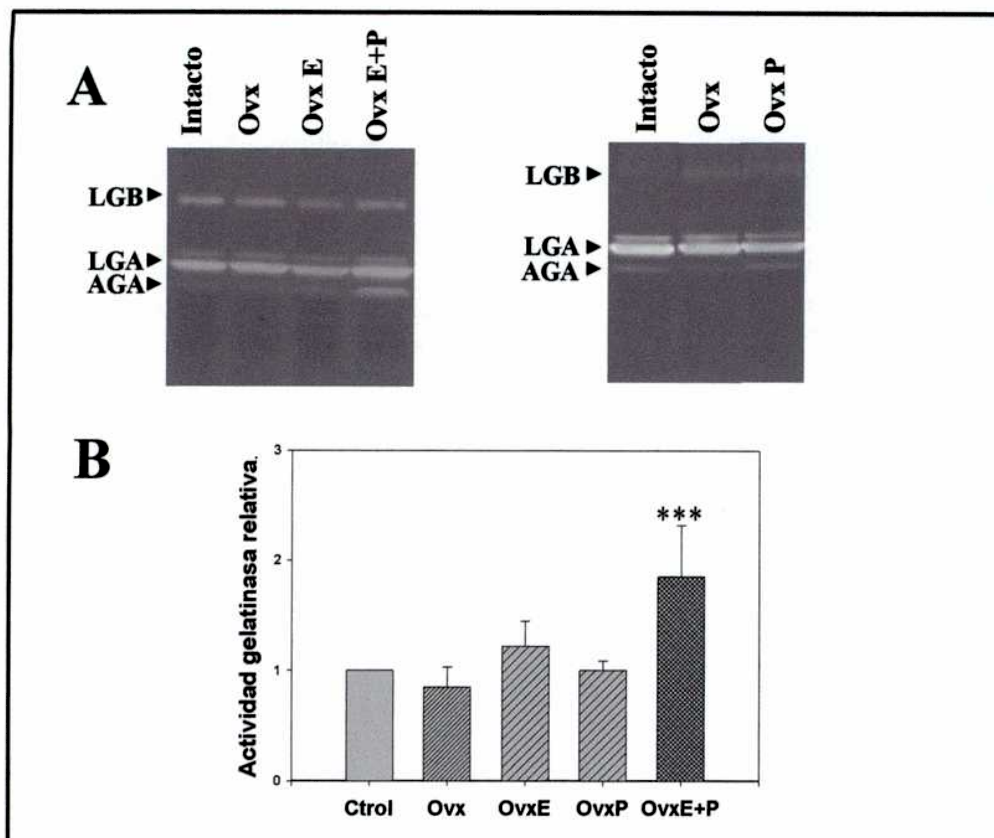 A
Intacto
Ovx
Ovx E
Ovx E+P
LGB
LGA
AGA
Intacto
Ovx
Ovx P
LGB
LGA
AGA
B
Actividad gelatinasa relativa.
3
2
1
0
***
Ctrol Ovx OvxE OvxP OvxE+P